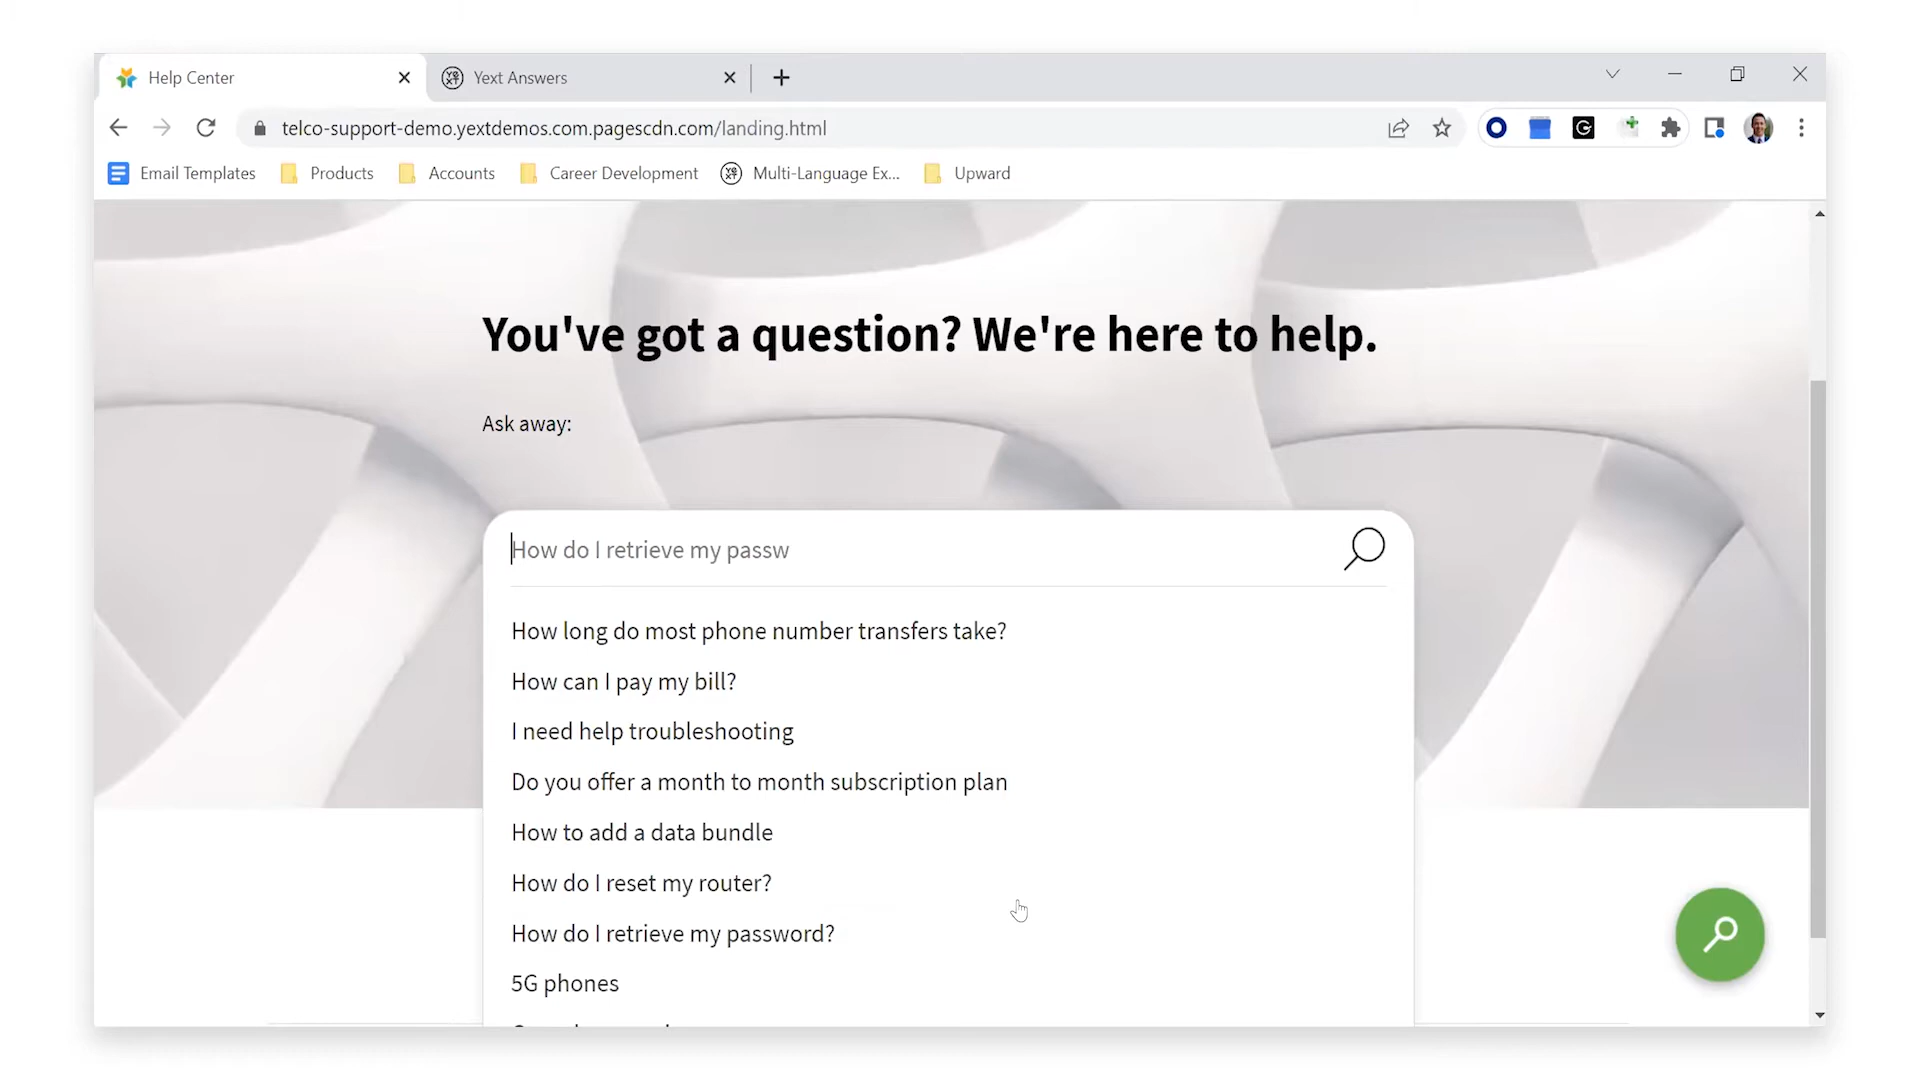 Help Center
Yext Answers
telco-support-demo.yextdemos.com.pagescdn.com/landing.html
Email Templates
Products
Accounts
Career Development
Multi-Language Ex...
Upward
You've got a question? We're here to help.
Ask away:
How do I retrieve my passw
How long do most phone number transfers take?
How can I pay my bill?
I need help troubleshooting
Do you offer a month to month subscription plan
How to add a data bundle
How do I reset my router?
How do I retrieve my password?
5G phones